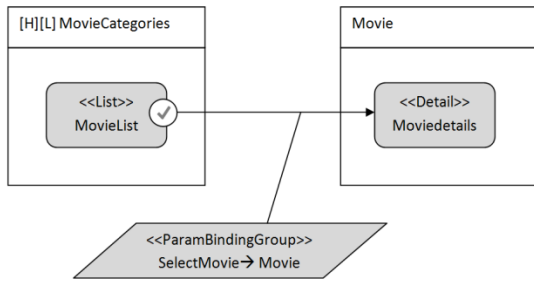 [H][L] MovieCategories
<<List>>
MovieList
Movie
<<Detail>>
Moviedetails
<<ParamBindingGroup>>
SelectMovie→ Movie